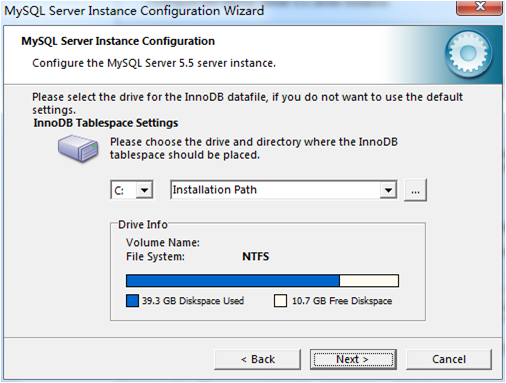 MySQL Server Instance Configuration Wizard
MySQL Server Instance Configuration
Configure the MySQL Server 5.5 server instance.
Please select the drive for the InnoDB datafile, if you do not want to use the default
settings.
InnoDB Tablespace Settings
Please choose the drive and directory where the InnoDB
tablespace should be placed.
C: Installation Path ...
Drive Info
Volume Name:
File System: NTFS
39.3 GB Diskspace Used 10.7 GB Free Diskspace
< Back Next > Cancel